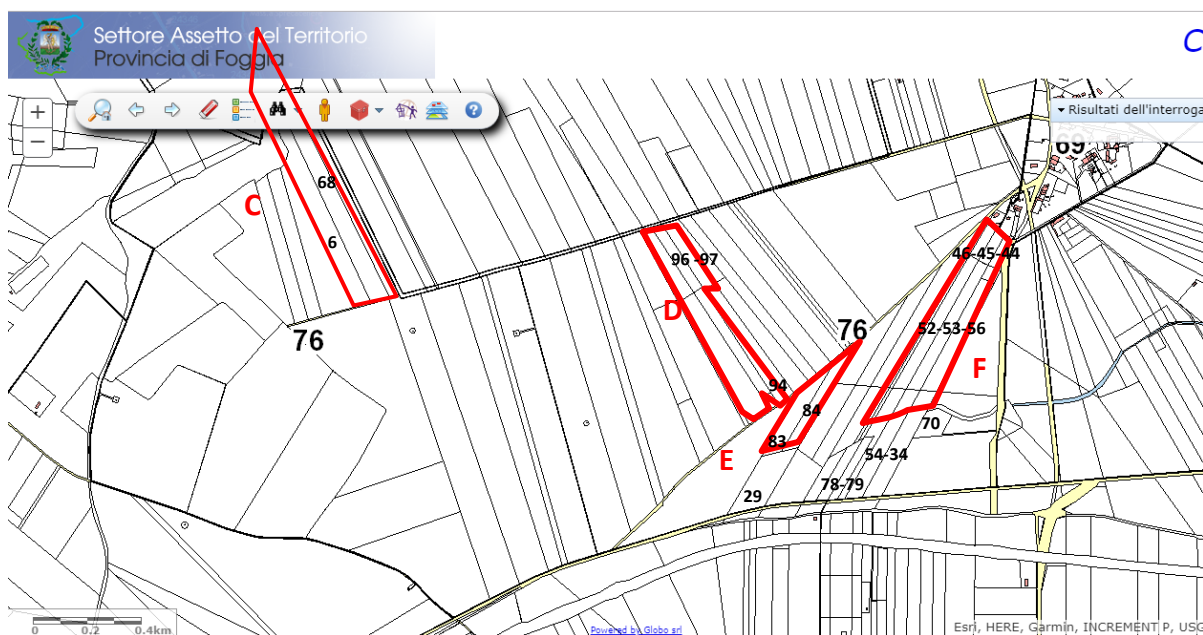 Settore Assetto del Territorio
Provincia di Foggia
C
+
−
Risultati dell'interroga
69
68
C
6
76
96 -97
D
46-45-44
52-53-56
76
F
94
84
83
E
70
54-34
78-79
29
0 0.2 0.4km
Powered by Globo srl
Esri, HERE, Garmin, INCREMENT P, USG